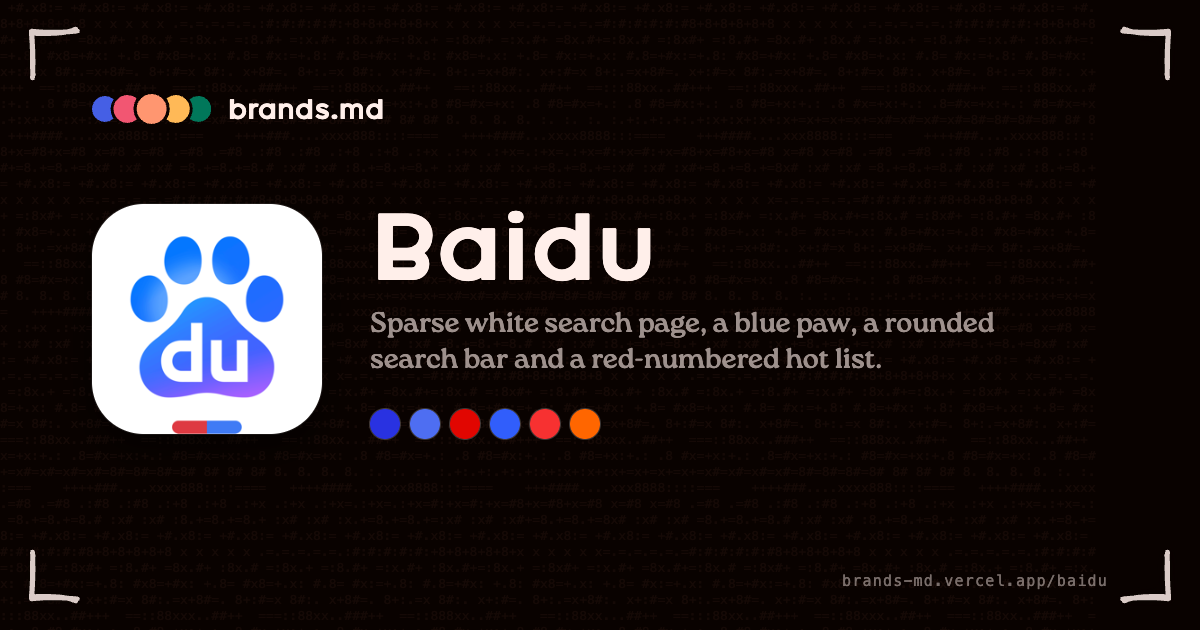 brands.md
du
Baidu
Sparse white search page, a blue paw, a rounded
search bar and a red-numbered hot list.
brands-md.vercel.app/baidu